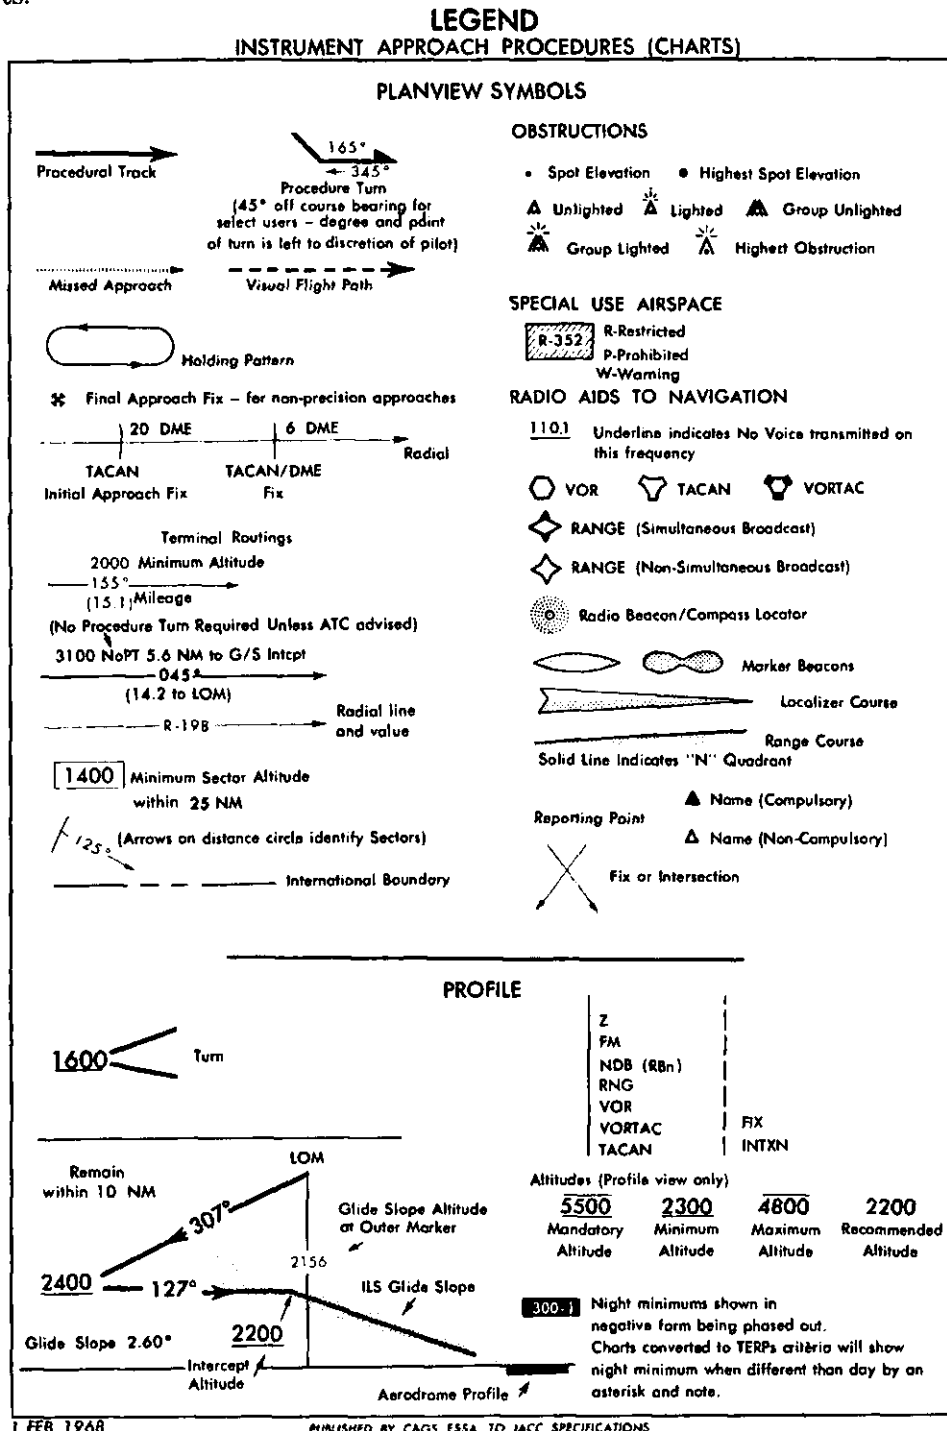 LEGEND
INSTRUMENT APPROACH PROCEDURES (CHARTS)
PLANVIEW SYMBOLS
Procedural Track
165°
345°
Procedure Turn
(45° off course bearing for
select users - degree and point
of turn is left to discretion of pilot)
Missed Approach
Visual Flight Path
Holding Pattern
Final Approach Fix - for non-precision approaches
20 DME
6 DME
Radial
TACAN
Initial Approach Fix
TACAN/DME
Fix
Terminal Routings
2000 Minimum Altitude
155°
(15.1) Mileage
(No Procedure Turn Required Unless ATC advised)
3100 NoPT 5.6 NM to G/S Intcpt
045°
(14.2 to LOM)
R-198
Radial line
and value
1400 Minimum Sector Altitude
within 25 NM
125°
(Arrows on distance circle identify Sectors)
International Boundary
OBSTRUCTIONS
Spot Elevation
Highest Spot Elevation
Unlighted
Lighted
Group Unlighted
Group Lighted
Highest Obstruction
SPECIAL USE AIRSPACE
R-352
R-Restricted
P-Prohibited
W-Warning
RADIO AIDS TO NAVIGATION
110.1
Underline indicates No Voice transmitted on
this frequency
VOR
TACAN
VORTAC
RANGE (Simultaneous Broadcast)
RANGE (Non-Simultaneous Broadcast)
Radio Beacon/Compass Locator
Marker Beacons
Localizer Course
Range Course
Solid Line Indicates "N" Quadrant
Reporting Point
Name (Compulsory)
Name (Non-Compulsory)
Fix or Intersection
PROFILE
1600
Turn
Z
FM
NDB (RBn)
RNG
VOR
VORTAC
TACAN
FIX
INTXN
Remain
within 10 NM
LOM
307°
Glide Slope Altitude
at Outer Marker
2156
2400
127°
ILS Glide Slope
2200
Glide Slope 2.60°
Intercept
Altitude
Aerodrome Profile
Altitudes (Profile view only)
5500
Mandatory
Altitude
2300
Minimum
Altitude
4800
Maximum
Altitude
2200
Recommended
Altitude
300-1
Night minimums shown in
negative form being phased out.
Charts converted to TERPs criteria will show
night minimum when different than day by an
asterisk and note.
1 FEB 1968
PUBLISHED BY C&GS, ESSA, TO IACC SPECIFICATIONS